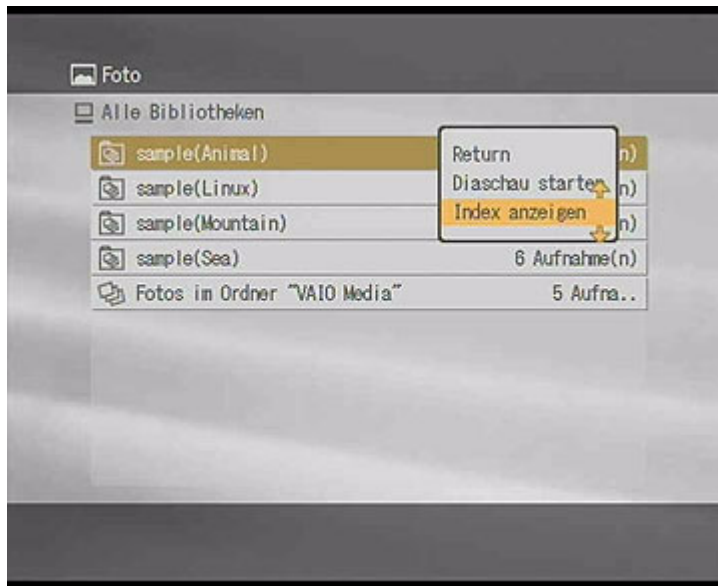 Foto
Alle Bibliotheken
sample(Animal)
n)
sample(Linux)
n)
sample(Mountain)
n)
sample(Sea) 6 Aufnahme(n)
Fotos im Ordner "VAIO Media" 5 Aufna..
Return
Diaschau starten
Index anzeigen